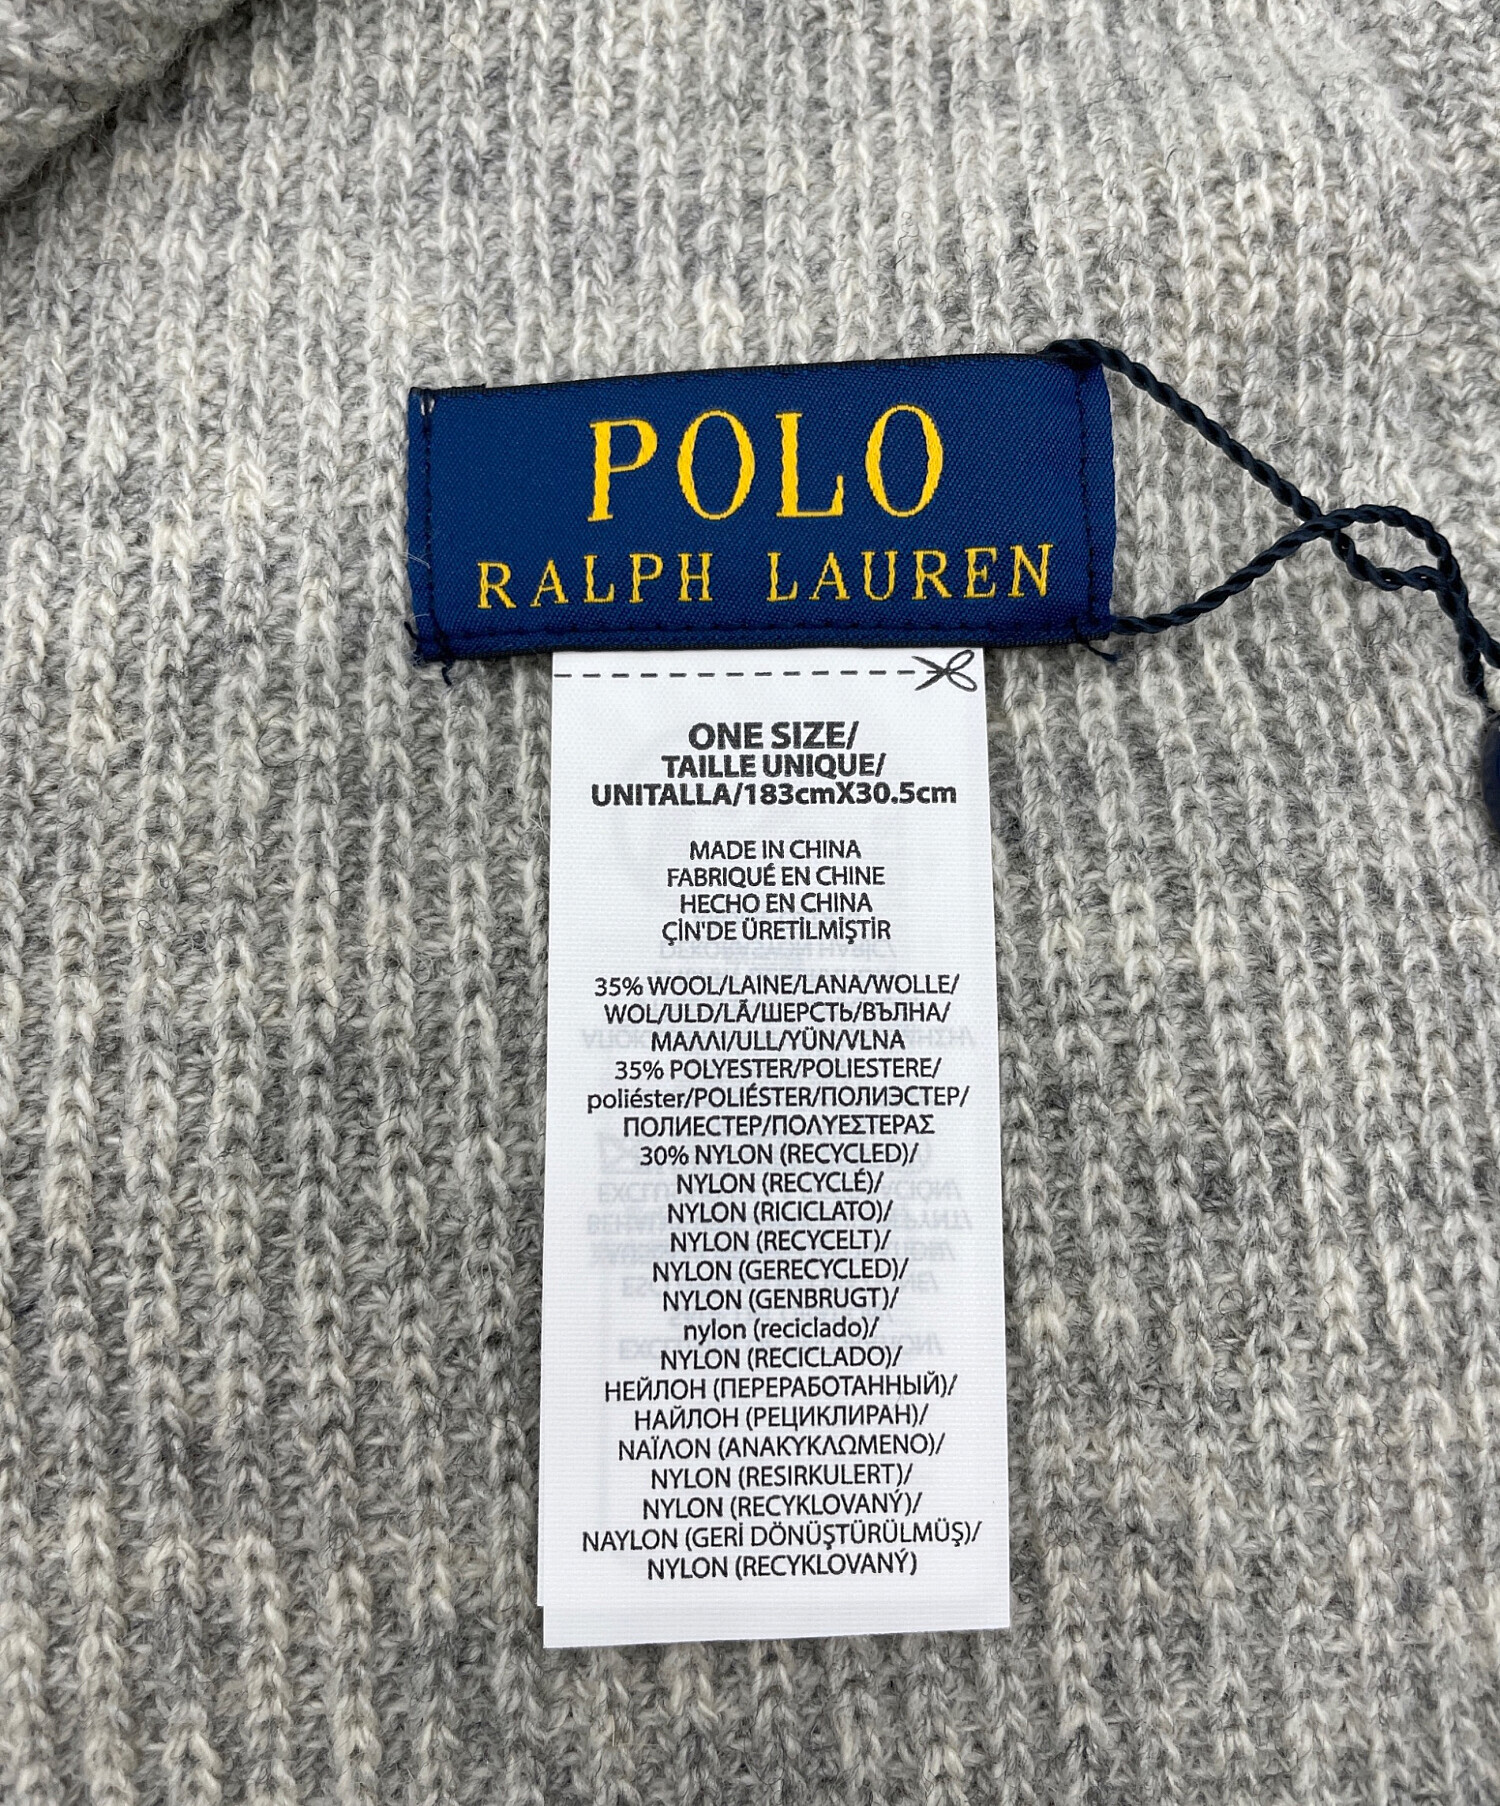 POLO
RALPH LAUREN
ONE SIZE/
TAILLE UNIQUE/
UNITALLA/183cmX30.5cm
MADE IN CHINA
FABRIQUÉ EN CHINE
HECHO EN CHINA
ÇİN'DE ÜRETİLMİŞTİR
35% WOOL/LAINE/LANA/WOLLE/
WOL/ULD/LÃ/ШЕРСТЬ/ВЪЛНА/
ΜΑΛΛΙ/ULL/YÜN/VLNA
35% POLYESTER/POLIESTERE/
poliéster/POLIÉSTER/ПОЛИЭСТЕР/
ПОЛИЕСТЕР/ΠΟΛΥΕΣΤΕΡΑΣ
30% NYLON (RECYCLED)/
NYLON (RECYCLÉ)/
NYLON (RICICLATO)/
NYLON (RECYCELT)/
NYLON (GERECYCLED)/
NYLON (GENBRUGT)/
nylon (reciclado)/
NYLON (RECICLADO)/
НЕЙЛОН (ПЕРЕРАБОТАННЫЙ)/
НАЙЛОН (РЕЦИКЛИРАН)/
ΝΑΪΛΟΝ (ΑΝΑΚΥΚΛΩΜΕΝΟ)/
NYLON (RESIRKULERT)/
NYLON (RECYKLOVANÝ)/
NAYLON (GERİ DÖNÜŞTÜRÜLMÜŞ)/
NYLON (RECYKLOVANÝ)